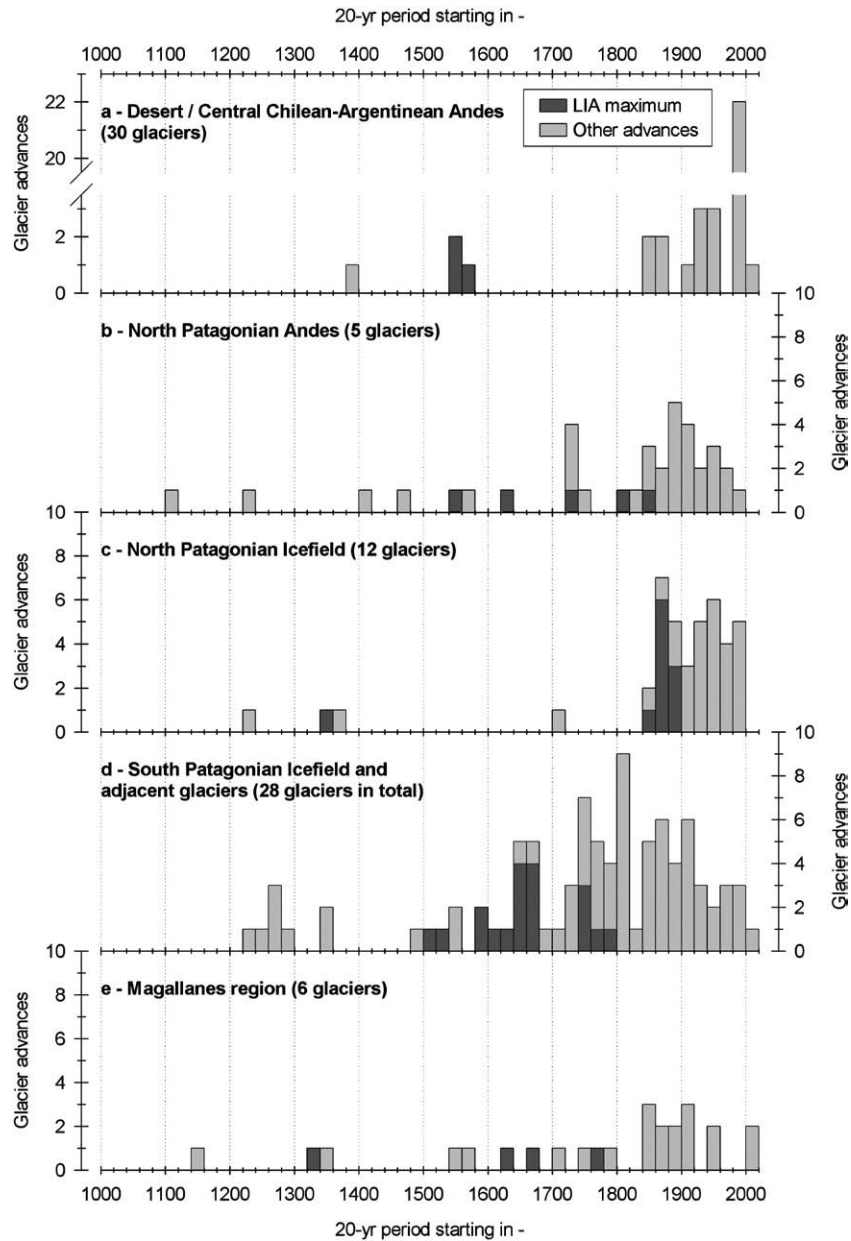 20-yr period starting in -
1000 1100 1200 1300 1400 1500 1600 1700 1800 1900 2000
22
20
2
0
Glacier advances
a - Desert / Central Chilean-Argentinean Andes
(30 glaciers)
LIA maximum
Other advances
10
8
6
4
2
0
Glacier advances
b - North Patagonian Andes (5 glaciers)
10
8
6
4
2
0
Glacier advances
c - North Patagonian Icefield (12 glaciers)
10
8
6
4
2
0
Glacier advances
d - South Patagonian Icefield and
adjacent glaciers (28 glaciers in total)
10
8
6
4
2
0
Glacier advances
e - Magallanes region (6 glaciers)
1000 1100 1200 1300 1400 1500 1600 1700 1800 1900 2000
20-yr period starting in -